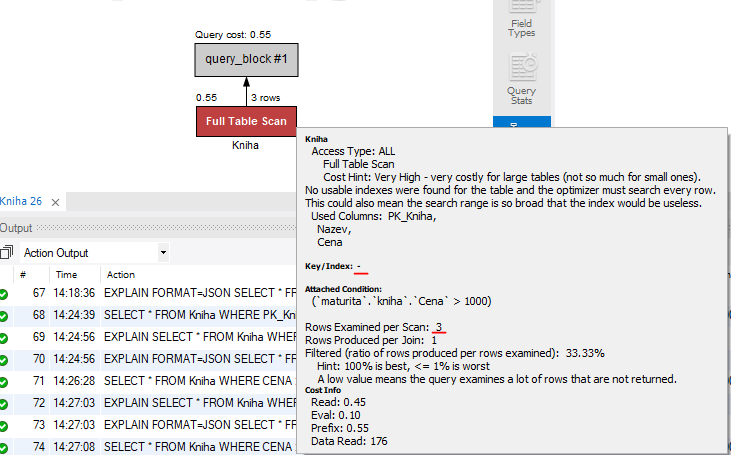 Query cost: 0.55
query_block #1
0.55 3 rows
Full Table Scan
Kniha
Field
Types
Query
Stats
Kniha
Access Type: ALL
Full Table Scan
Cost Hint: Very High - very costly for large tables (not so much for small ones).
No usable indexes were found for the table and the optimizer must search every row.
This could also mean the search range is so broad that the index would be useless.
Used Columns: PK_Kniha,
Nazev,
Cena
Key/Index: -
Attached Condition:
(`maturita`.`kniha`.`Cena` > 1000)
Rows Examined per Scan: 3
Rows Produced per Join: 1
Filtered (ratio of rows produced per rows examined): 33.33%
Hint: 100% is best, <= 1% is worst
A low value means the query examines a lot of rows that are not returned.
Cost Info
Read: 0.45
Eval: 0.10
Prefix: 0.55
Data Read: 176
Kniha 26
Output
Action Output
# Time Action
67 14:18:36 EXPLAIN FORMAT=JSON SELECT * FR
68 14:24:39 SELECT * FROM Kniha WHERE PK_Kn
69 14:24:56 EXPLAIN SELECT * FROM Kniha WHER
70 14:24:56 EXPLAIN FORMAT=JSON SELECT * FR
71 14:26:28 SELECT * FROM Kniha WHERE CENA
72 14:27:03 EXPLAIN SELECT * FROM Kniha WHER
73 14:27:03 EXPLAIN FORMAT=JSON SELECT * FR
74 14:27:08 SELECT * FROM Kniha WHERE CENA